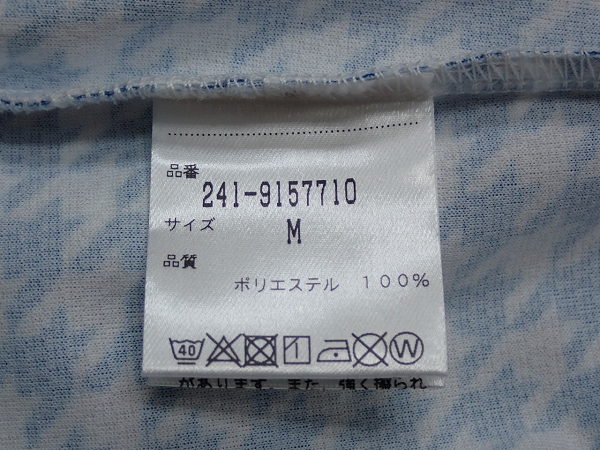 品番
241-9157710
サイズ
M
品質
ポリエステル 100%
40 W
があります。また、強く擦られ